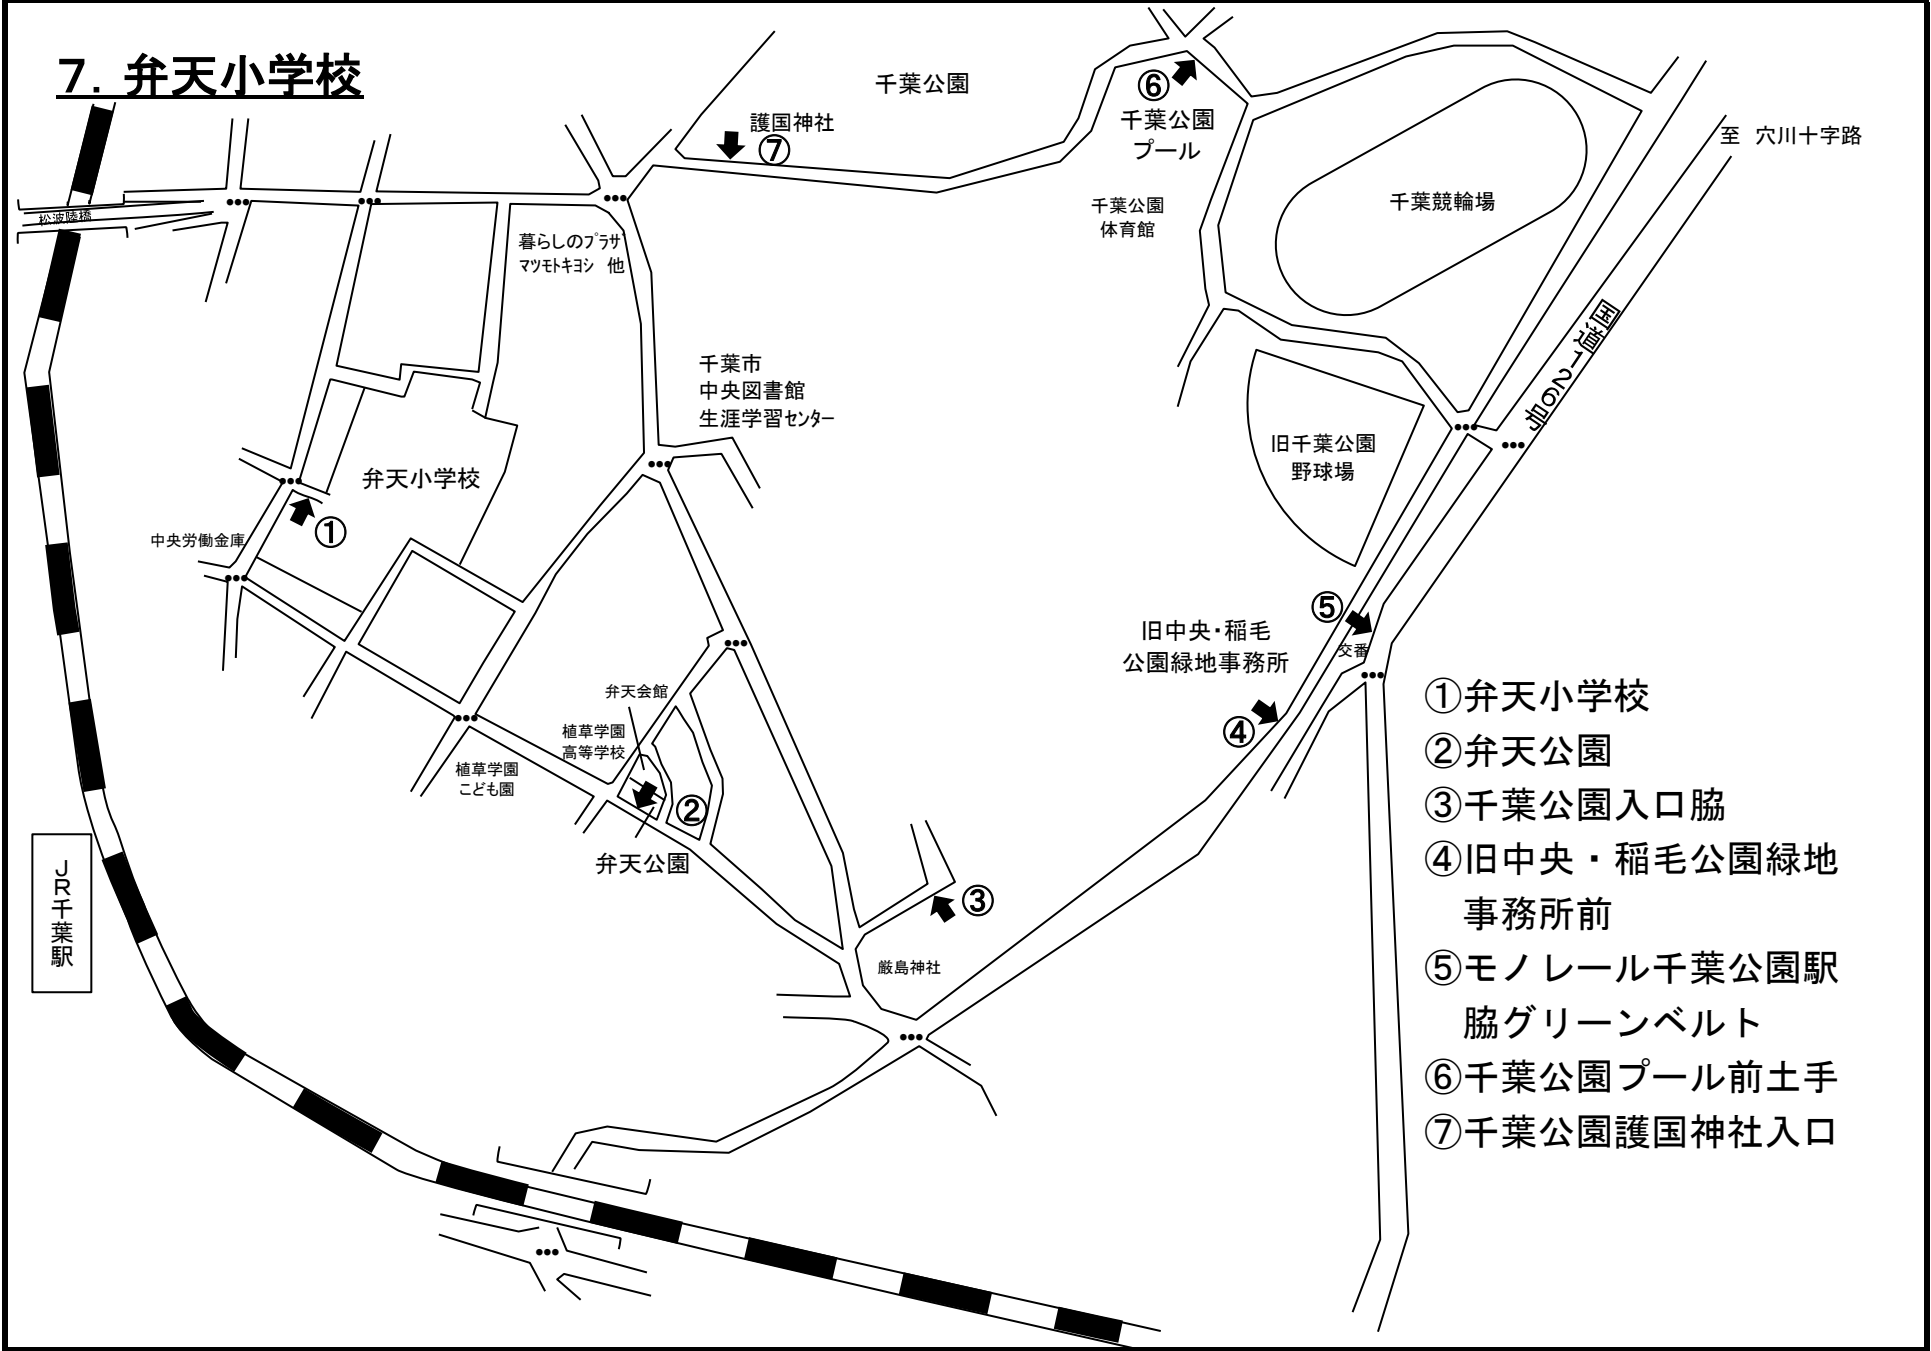 ７．弁天小学校
千葉公園
⑥
千葉公園
プール
護国神社
⑦
至　穴川十字路
松波陸橋
千葉公園
体育館
千葉競輪場
暮らしのﾌﾟﾗｻﾞ
ﾏﾂﾓﾄｷﾖｼ　他
国道１２６号
千葉市
中央図書館
生涯学習ｾﾝﾀｰ
旧千葉公園
野球場
弁天小学校
①
中央労働金庫
⑤
旧中央・稲毛
公園緑地事務所
交番
④
弁天会館
植草学園
高等学校
植草学園
こども園
②
弁天公園
③
厳島神社
ＪＲ千葉駅
①弁天小学校
②弁天公園
③千葉公園入口脇
④旧中央・稲毛公園緑地
事務所前
⑤モノレール千葉公園駅
脇グリーンベルト
⑥千葉公園プール前土手
⑦千葉公園護国神社入口